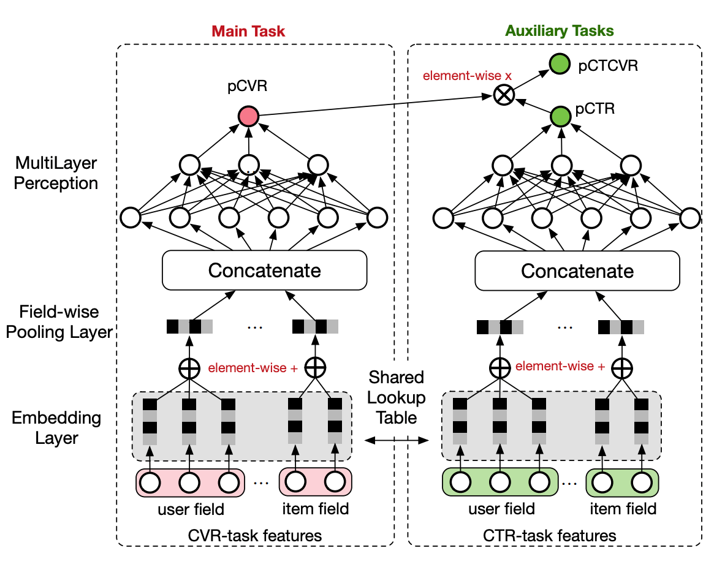 Main Task
Auxiliary Tasks
pCTCVR
element-wise x
pCVR
pCTR
MultiLayer
Perception
Concatenate
Concatenate
Field-wise
Pooling Layer
...
...
element-wise +
element-wise +
Shared
Lookup
Table
Embedding
Layer
...
...
user field
item field
user field
item field
CVR-task features
CTR-task features